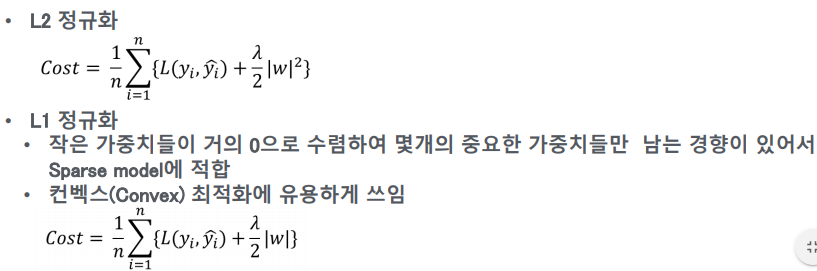 • L2 정규화
Cost = \frac{1}{n}\sum_{i=1}^{n}\{L(y_i, \hat{y_i}) + \frac{λ}{2}|w|^2\}
• L1 정규화
• 작은 가중치들이 거의 0으로 수렴하여 몇개의 중요한 가중치들만 남는 경향이 있어서
Sparse model에 적합
• 컨벡스(Convex) 최적화에 유용하게 쓰임
Cost = \frac{1}{n}\sum_{i=1}^{n}\{L(y_i, \hat{y_i}) + \frac{λ}{2}|w|\}